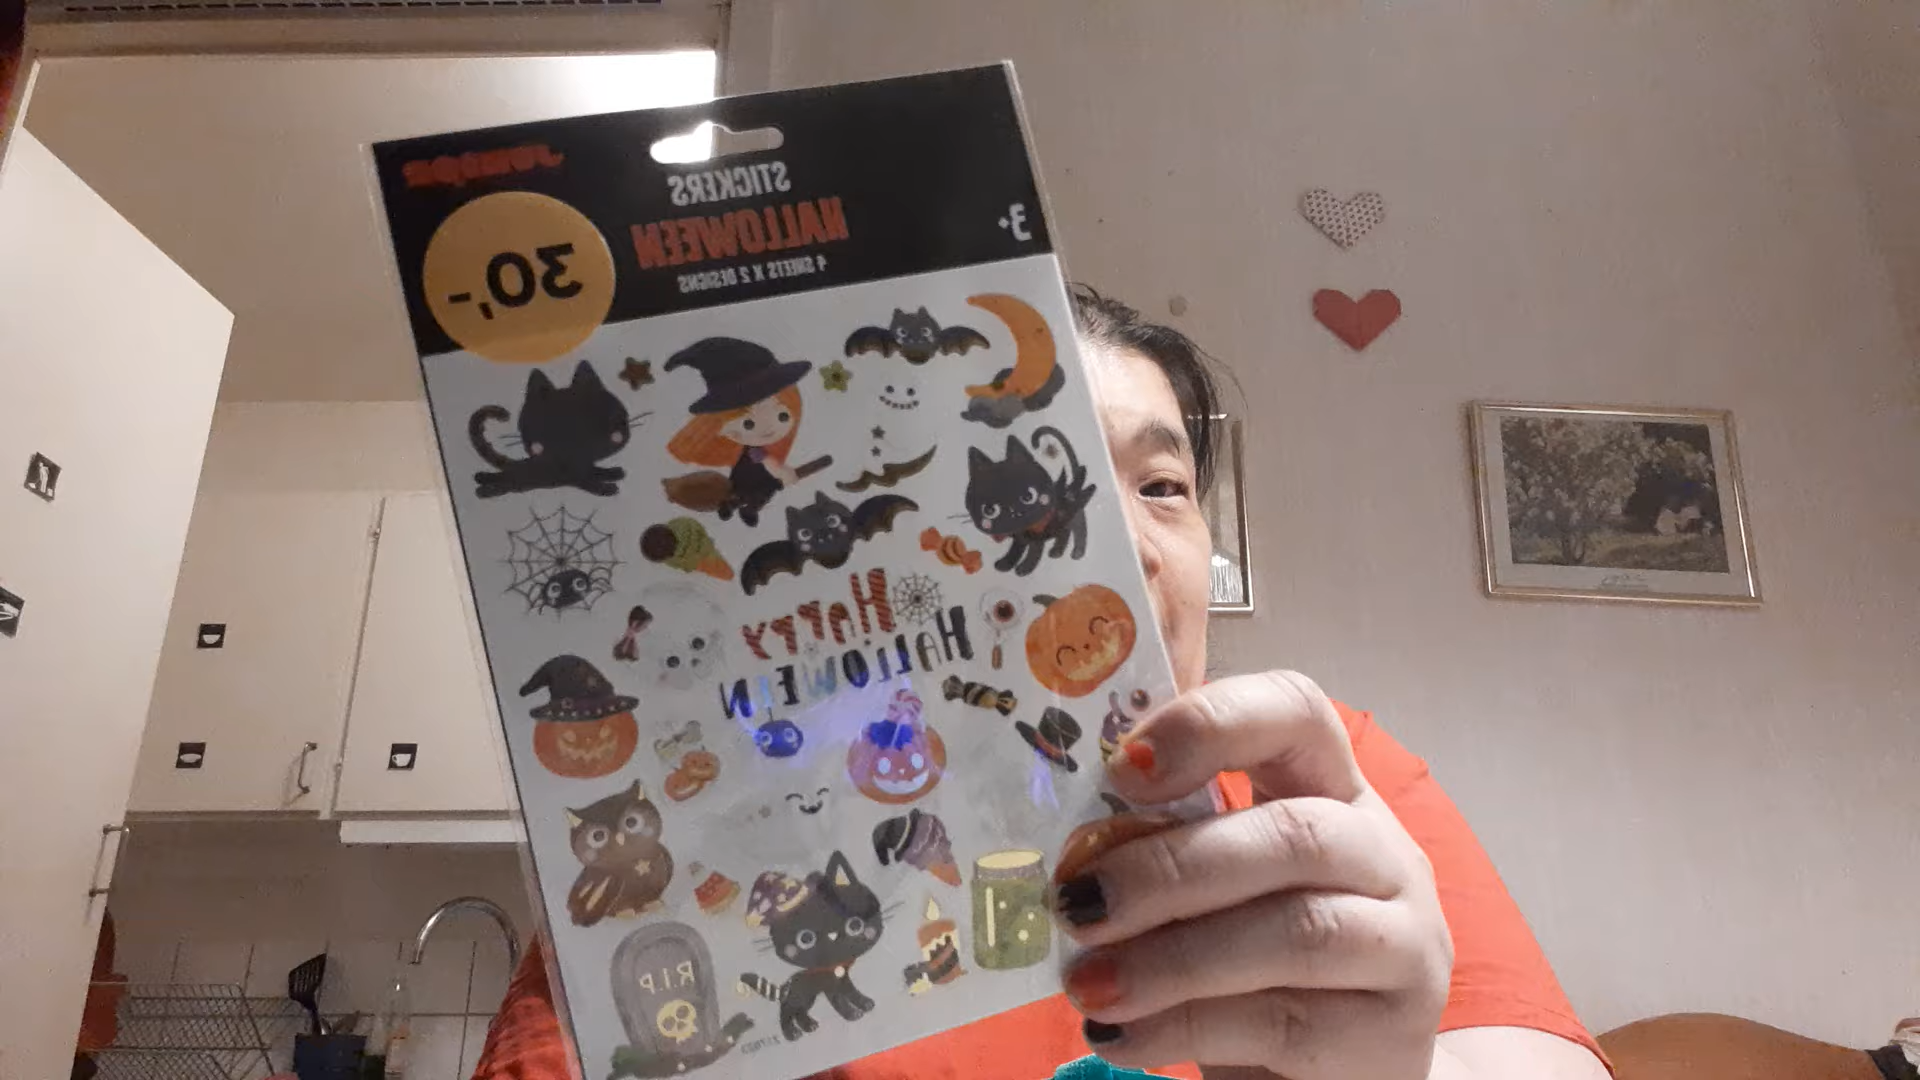 STICKERS
HALLOWEEN
4 SHEETS X 2 DESIGNS
3+
30,-
Happy
HALLOWEEN
R.I.P